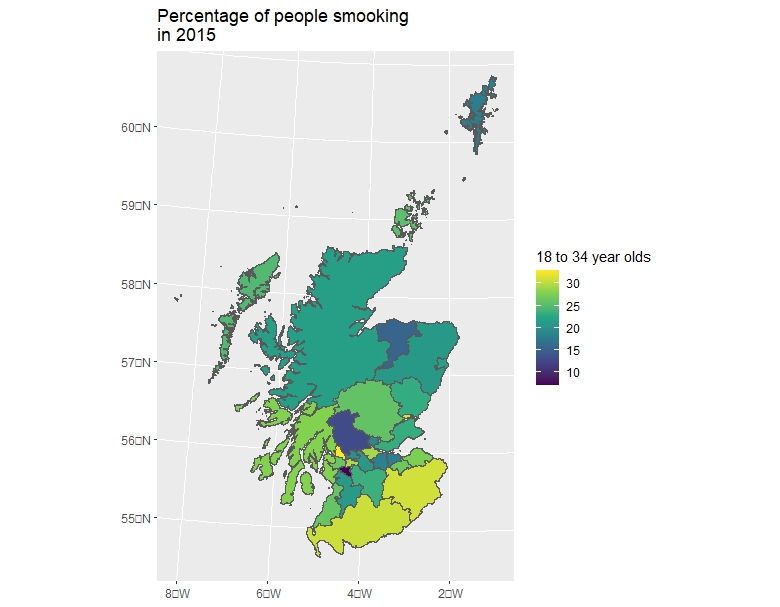 Percentage of people smooking
in 2015
60□N
59□N
58□N
57□N
56□N
55□N
8□W
6□W
4□W
2□W
18 to 34 year olds
30
25
20
15
10